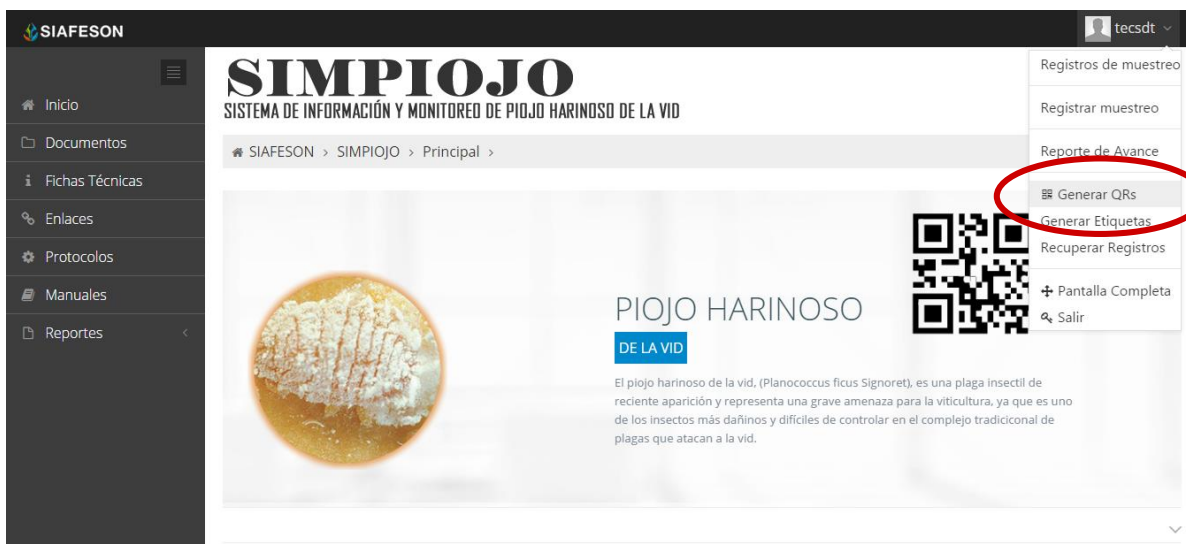 SIAFESON
tecsdt
Registros de muestreo
Registrar muestreo
Reporte de Avance
Generar QRs
Generar Etiquetas
Recuperar Registros
Pantalla Completa
Salir
Inicio
Documentos
Fichas Técnicas
Enlaces
Protocolos
Manuales
Reportes
SIMPIOJO
SISTEMA DE INFORMACIÓN Y MONITOREO DE PIOJO HARINOSO DE LA VID
SIAFESON > SIMPIOJO > Principal >
PIOJO HARINOSO
DE LA VID
El piojo harinoso de la vid, (Planococcus ficus Signoret), es una plaga insectil de
reciente aparición y representa una grave amenaza para la viticultura, ya que es uno
de los insectos más dañinos y difíciles de controlar en el complejo tradiciconal de
plagas que atacan a la vid.